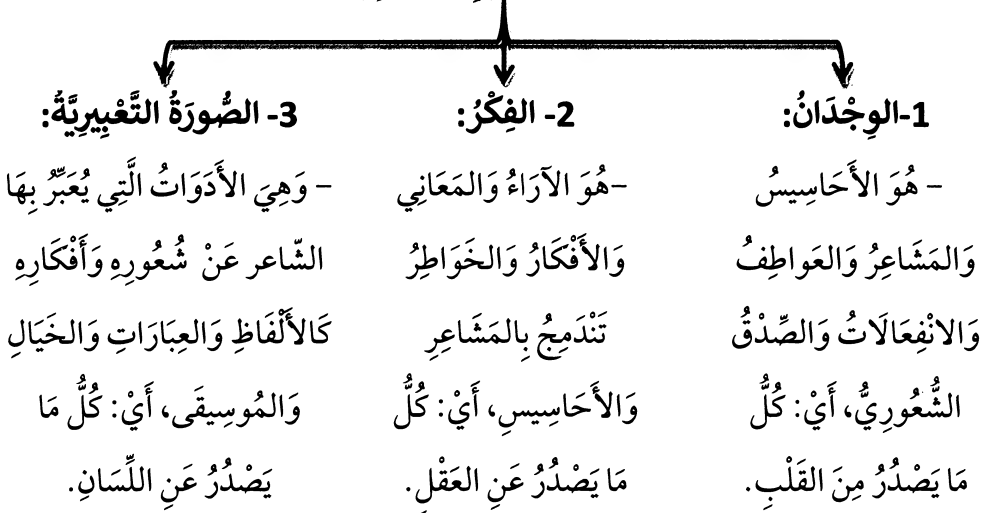 1-الوِجْدَانُ:
– هُوَ الأَحَاسِيسُ
وَالمَشَاعِرُ وَالعَواطِفُ
وَالانْفِعَالَاتُ وَالصِّدْقُ
الشُّعُورِيُّ، أَيْ: كُلُّ
مَا يَصْدُرُ مِنَ القَلْبِ.
2- الفِكْرُ:
–هُوَ الآرَاءُ وَالمَعَانِي
وَالأَفْكَارُ وَالخَوَاطِرُ
تَنْدَمِجُ بِالمَشَاعِرِ
وَالأَحَاسِيسِ، أَيْ: كُلُّ
مَا يَصْدُرُ عَنِ العَقْلِ.
3- الصُّورَةُ التَّعْبِيرِيَّةُ:
– وَهِيَ الأَدَوَاتُ الَّتِي يُعَبِّرُ بِهَا
الشّاعر عَنْ شُعُورِهِ وَأَفْكَارِهِ
كَالأَلْفَاظِ وَالعِبَارَاتِ وَالخَيَالِ
وَالمُوسِيقَى، أَيْ: كُلُّ مَا
يَصْدُرُ عَنِ اللِّسَانِ.